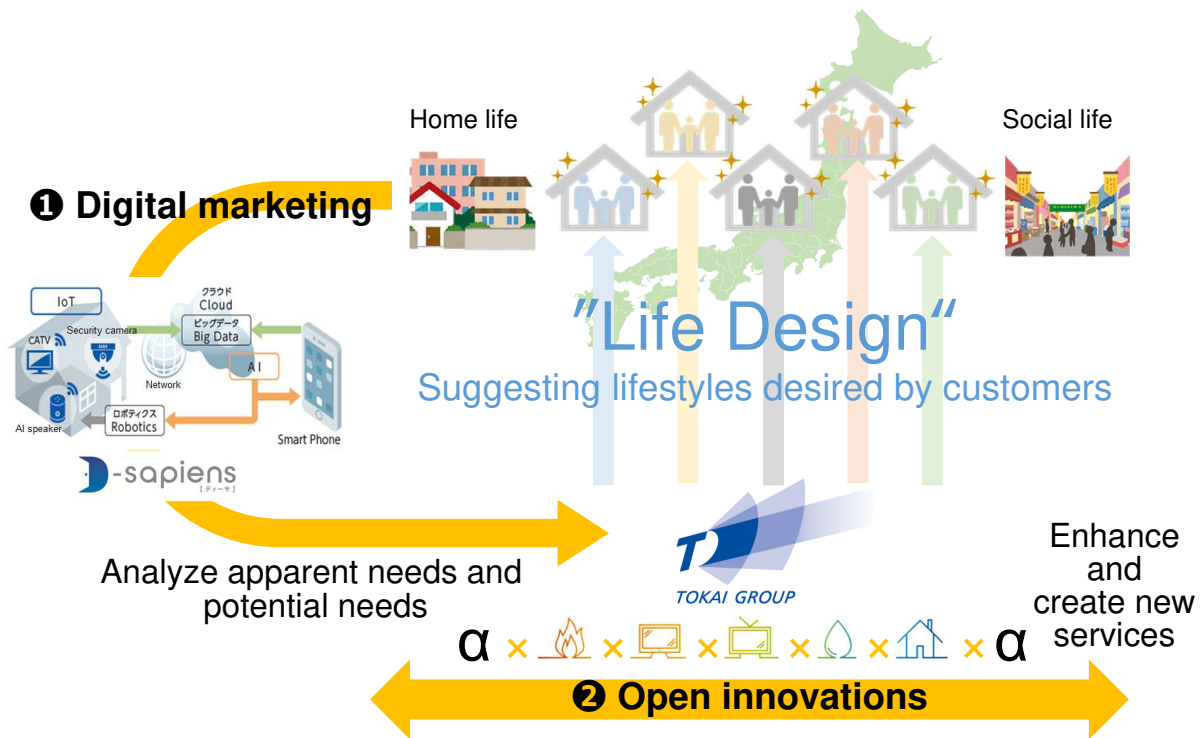 Home life
Social life
❶ Digital marketing
IoT
クラウド
Cloud
ビッグデータ
Big Data
Security camera
CATV
AI
Network
ロボティクス
Robotics
AI speaker
Smart Phone
D-sapiens
[ディーサ]
”Life Design“
Suggesting lifestyles desired by customers
Analyze apparent needs and
potential needs
T
TOKAI GROUP
Enhance
and
create new
services
α × × × × × × α
❷ Open innovations